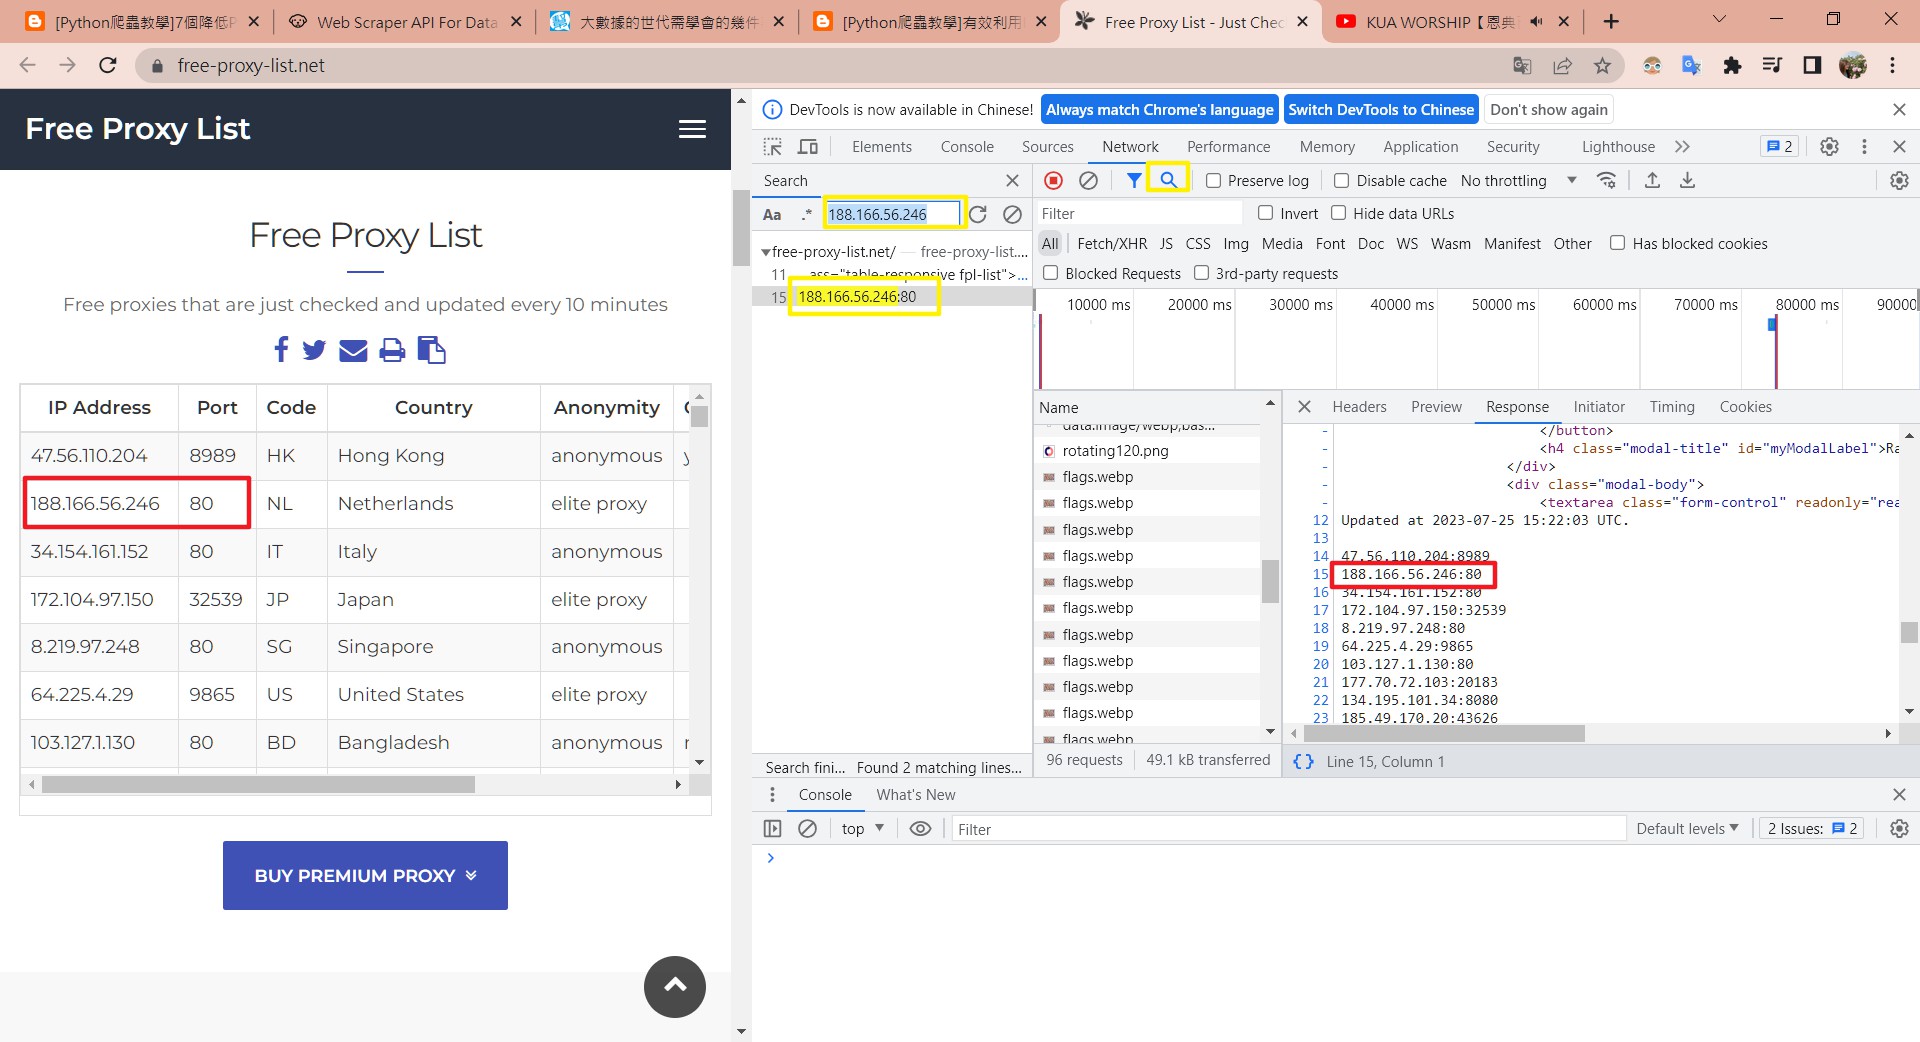 [Python爬蟲教學]7個降低P
Web Scraper API For Data
大數據的世代需學會的幾件
[Python爬蟲教學]有效利用
Free Proxy List - Just Chec
KUA WORSHIP【恩典
free-proxy-list.net
Free Proxy List
Free Proxy List
Free proxies that are just checked and updated every 10 minutes
IP Address Port Code Country Anonymity
47.56.110.204 8989 HK Hong Kong anonymous y
188.166.56.246 80 NL Netherlands elite proxy
34.154.161.152 80 IT Italy anonymous
172.104.97.150 32539 JP Japan elite proxy
8.219.97.248 80 SG Singapore anonymous
64.225.4.29 9865 US United States elite proxy
103.127.1.130 80 BD Bangladesh anonymous
BUY PREMIUM PROXY
DevTools is now available in Chinese! Always match Chrome's language Switch DevTools to Chinese Don't show again
Elements Console Sources Network Performance Memory Application Security Lighthouse 2
Search
Aa .* 188.166.56.246
free-proxy-list.net/ — free-proxy-list....
11 ...ass="table-responsive fpl-list">...
15 188.166.56.246:80
Search fini... Found 2 matching lines...
Preserve log Disable cache No throttling
Filter Invert Hide data URLs
All Fetch/XHR JS CSS Img Media Font Doc WS Wasm Manifest Other Has blocked cookies
Blocked Requests 3rd-party requests
10000 ms 20000 ms 30000 ms 40000 ms 50000 ms 60000 ms 70000 ms 80000 ms 90000
Name
data:image/webp;bas...
rotating120.png
flags.webp
flags.webp
flags.webp
flags.webp
flags.webp
flags.webp
flags.webp
flags.webp
flags.webp
flags.webp
flags.webp
96 requests 49.1 kB transferred
Headers Preview Response Initiator Timing Cookies
- </button>
- <h4 class="modal-title" id="myModalLabel">Ra
- </div>
- <div class="modal-body">
- <textarea class="form-control" readonly="rea
12 Updated at 2023-07-25 15:22:03 UTC.
13
14 47.56.110.204:8989
15 188.166.56.246:80
16 34.154.161.152:80
17 172.104.97.150:32539
18 8.219.97.248:80
19 64.225.4.29:9865
20 103.127.1.130:80
21 177.70.72.103:20183
22 134.195.101.34:8080
23 185.49.170.20:43626
{} Line 15, Column 1
Console What's New
top Filter Default levels 2 Issues: 2